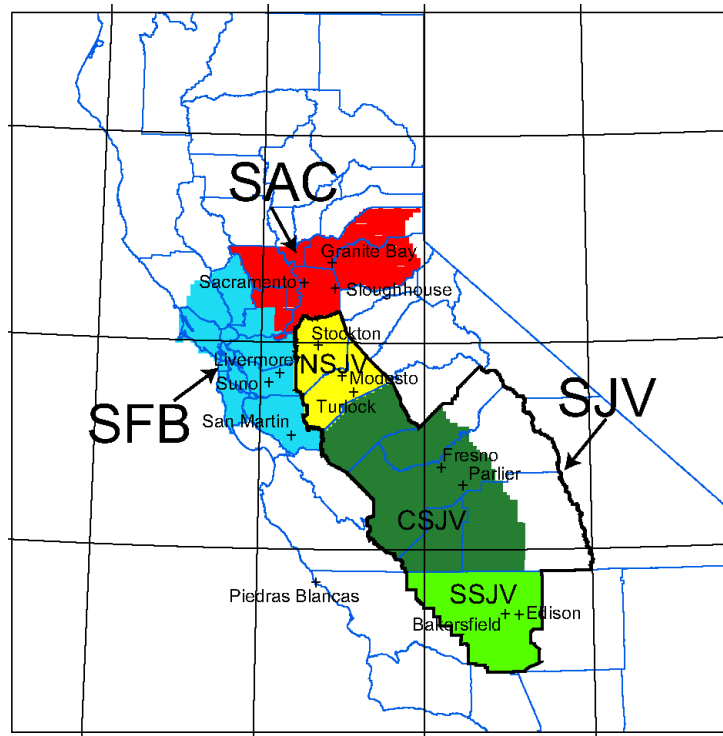 SAC
Granite Bay
Sacramento
Sloughhouse
Stockton
Livermore
NSJV
Suno
Modesto
SJV
Turlock
SFB
San Martin
Fresno
Parlier
CSJV
SSJV
Piedras Blancas
Bakersfield
Edison